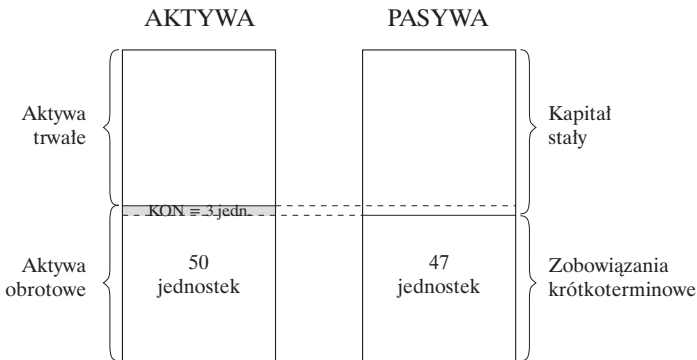 AKTYWA
PASYWA
Aktywa
trwałe
Kapitał
stały
KON = 3 jedn.
Aktywa
obrotowe
50
jednostek
47
jednostek
Zobowiązania
krótkoterminowe